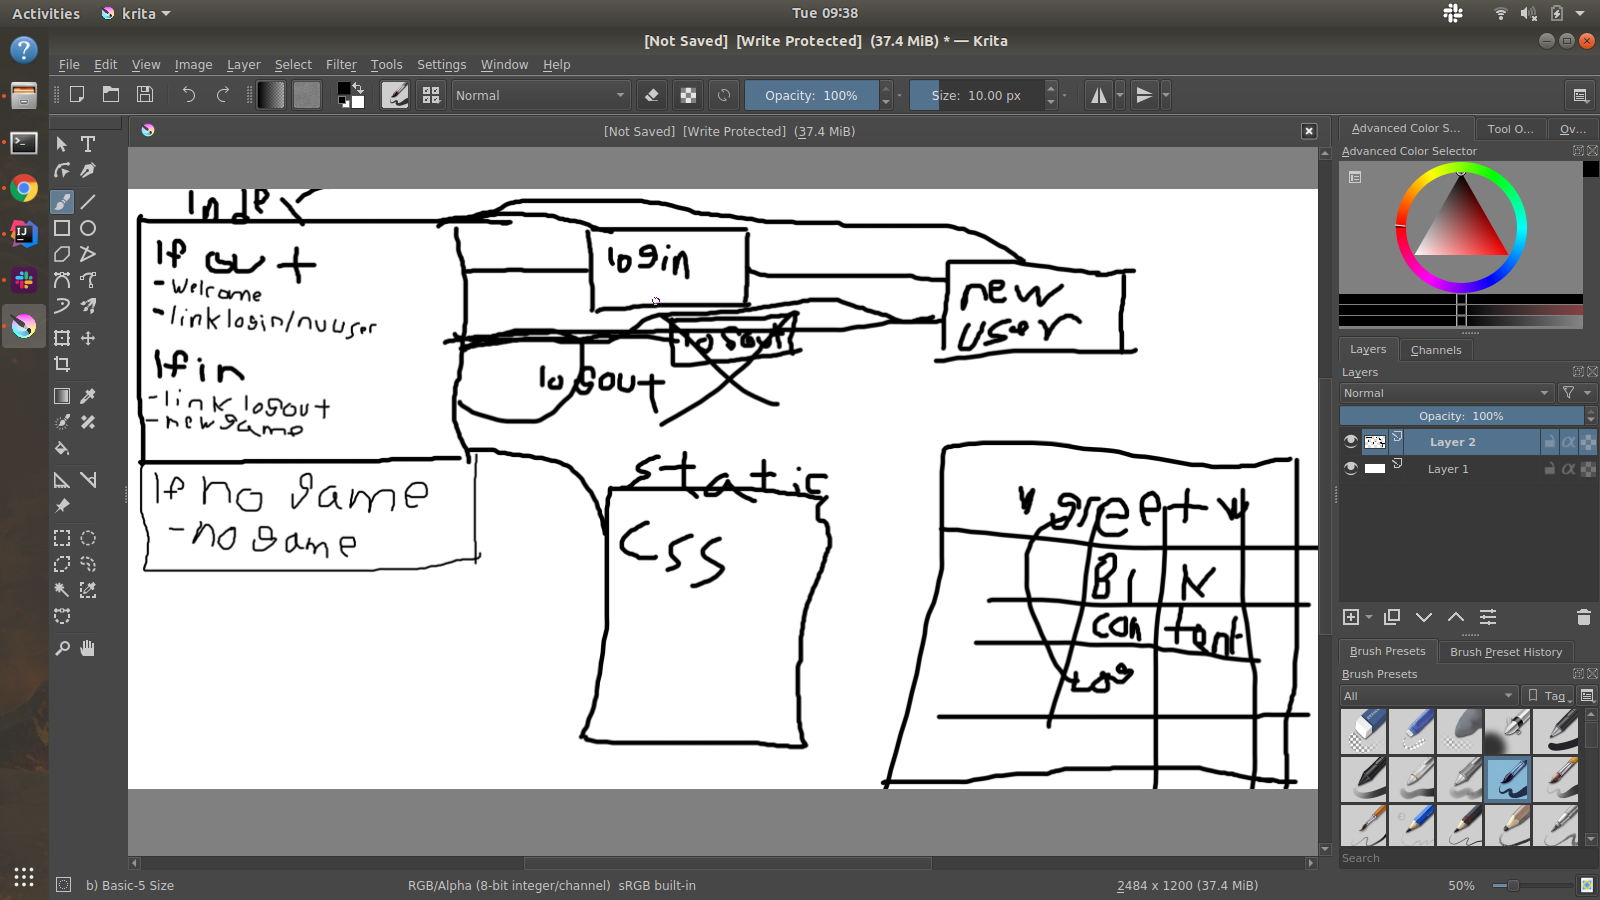 Activities krita Tue 09:38
[Not Saved] [Write Protected] (37.4 MiB) * — Krita
File Edit View Image Layer Select Filter Tools Settings Window Help
Normal Opacity: 100% Size: 10.00 px
[Not Saved] [Write Protected] (37.4 MiB)
Index
If out
- Welcome
- link login/nuuser
If in
- link logout
- new game
If no game
- no game
login
logout
logout
new
user
static
CSS
greet
B1 K
can tont
Advanced Color S... Tool O... Ov...
Advanced Color Selector
Layers Channels
Layers
Normal
Opacity: 100%
Layer 2
Layer 1
Brush Presets Brush Preset History
Brush Presets
All Tag
Search
b) Basic-5 Size RGB/Alpha (8-bit integer/channel) sRGB built-in 2484 x 1200 (37.4 MiB) 50%